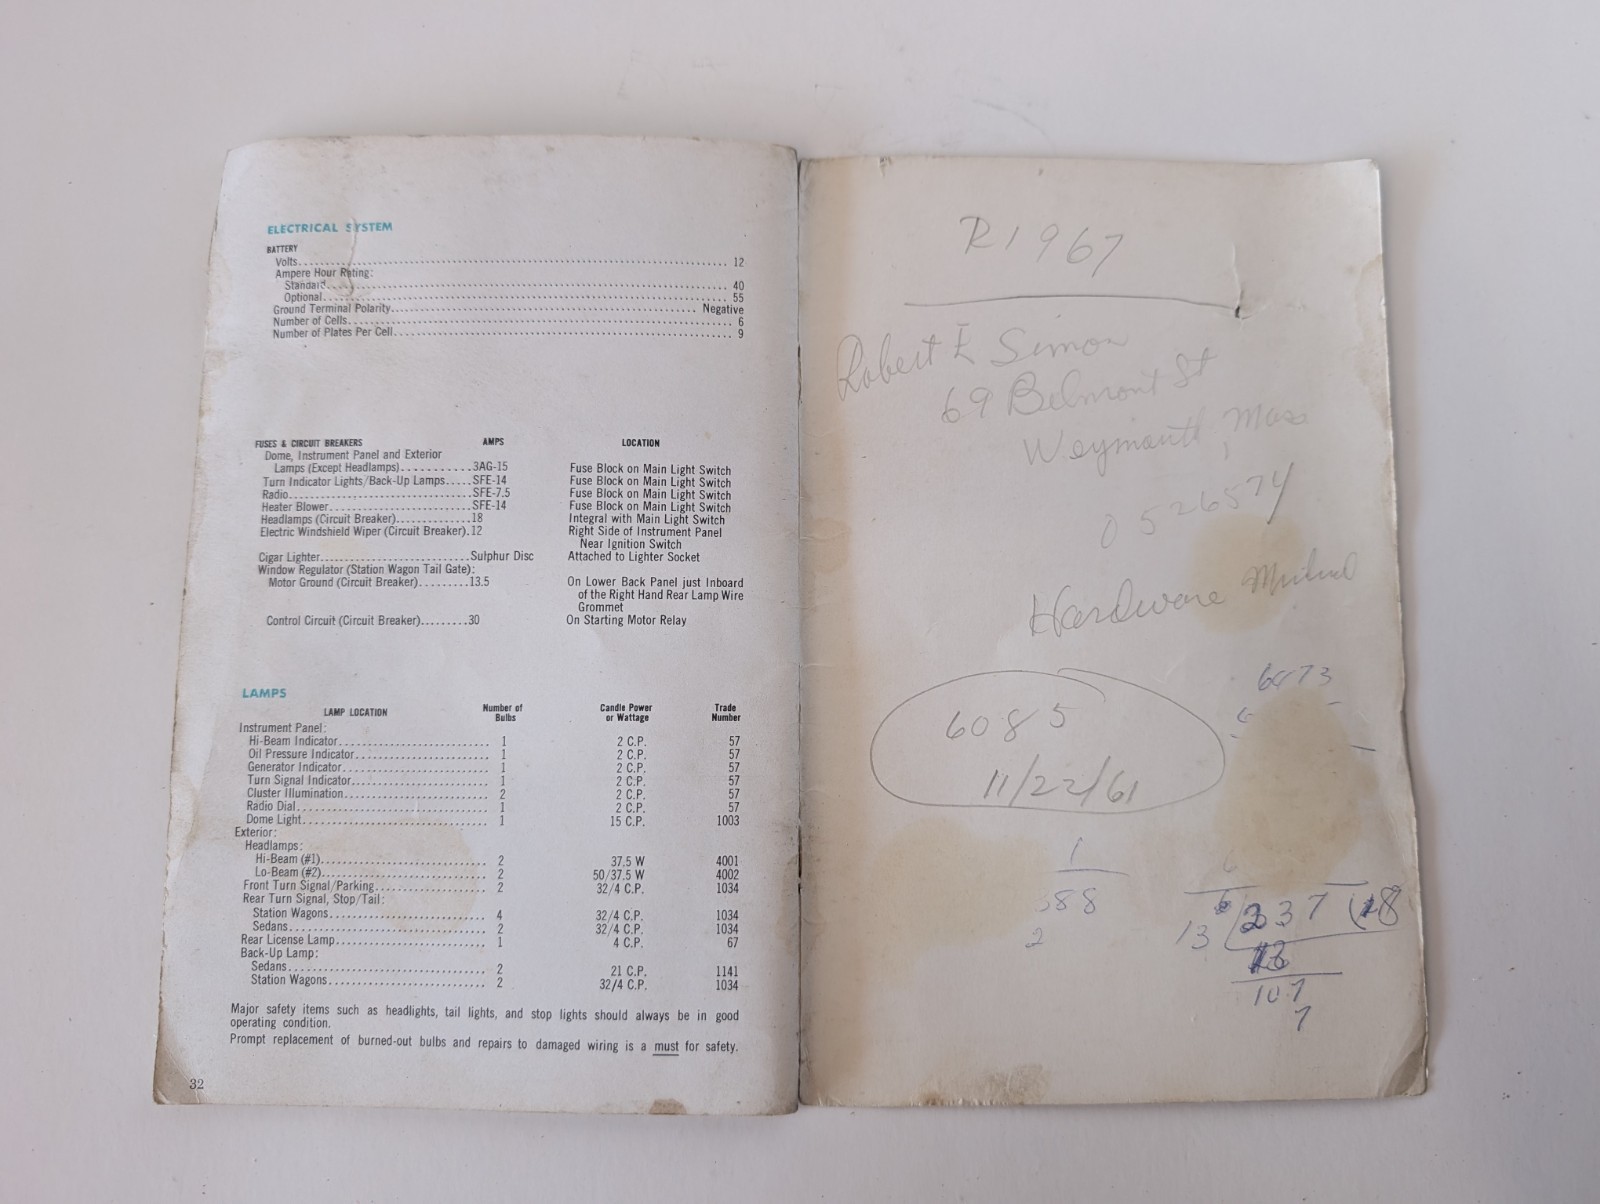 ELECTRICAL SYSTEM
BATTERY
Volts 12
Ampere Hour Rating:
Standard 40
Optional 55
Ground Terminal Polarity Negative
Number of Cells 6
Number of Plates Per Cell 9
FUSES & CIRCUIT BREAKERS AMPS LOCATION
Dome, Instrument Panel and Exterior
Lamps (Except Headlamps) 3AG-15 Fuse Block on Main Light Switch
Turn Indicator Lights/Back-Up Lamps SFE-14 Fuse Block on Main Light Switch
Radio SFE-7.5 Fuse Block on Main Light Switch
Heater Blower SFE-14 Fuse Block on Main Light Switch
Headlamps (Circuit Breaker) 18 Integral with Main Light Switch
Electric Windshield Wiper (Circuit Breaker) 12 Right Side of Instrument Panel
Near Ignition Switch
Cigar Lighter Sulphur Disc Attached to Lighter Socket
Window Regulator (Station Wagon Tail Gate):
Motor Ground (Circuit Breaker) 13.5 On Lower Back Panel just Inboard
of the Right Hand Rear Lamp Wire
Grommet
Control Circuit (Circuit Breaker) 30 On Starting Motor Relay
LAMPS
LAMP LOCATION Number of Bulbs Candle Power or Wattage Trade Number
Instrument Panel:
Hi-Beam Indicator 1 2 C.P. 57
Oil Pressure Indicator 1 2 C.P. 57
Generator Indicator 1 2 C.P. 57
Turn Signal Indicator 1 2 C.P. 57
Cluster Illumination 2 2 C.P. 57
Radio Dial 1 2 C.P. 57
Dome Light 1 15 C.P. 1003
Exterior:
Headlamps:
Hi-Beam (#1) 2 37.5 W 4001
Lo-Beam (#2) 2 50/37.5 W 4002
Front Turn Signal/Parking 2 32/4 C.P. 1034
Rear Turn Signal, Stop/Tail:
Station Wagons 4 32/4 C.P. 1034
Sedans 2 32/4 C.P. 1034
Rear License Lamp 1 4 C.P. 67
Back-Up Lamp:
Sedans 2 21 C.P. 1141
Station Wagons 2 32/4 C.P. 1034
Major safety items such as headlights, tail lights, and stop lights should always be in good
operating condition.
Prompt replacement of burned-out bulbs and repairs to damaged wiring is a must for safety.
32
R1967
Robert E Simon
69 Belmont St
Weymouth, Mass
0 526574
Hardware Mutual
6085
11/22/61
1
88
2
13 237 18
13
107
7